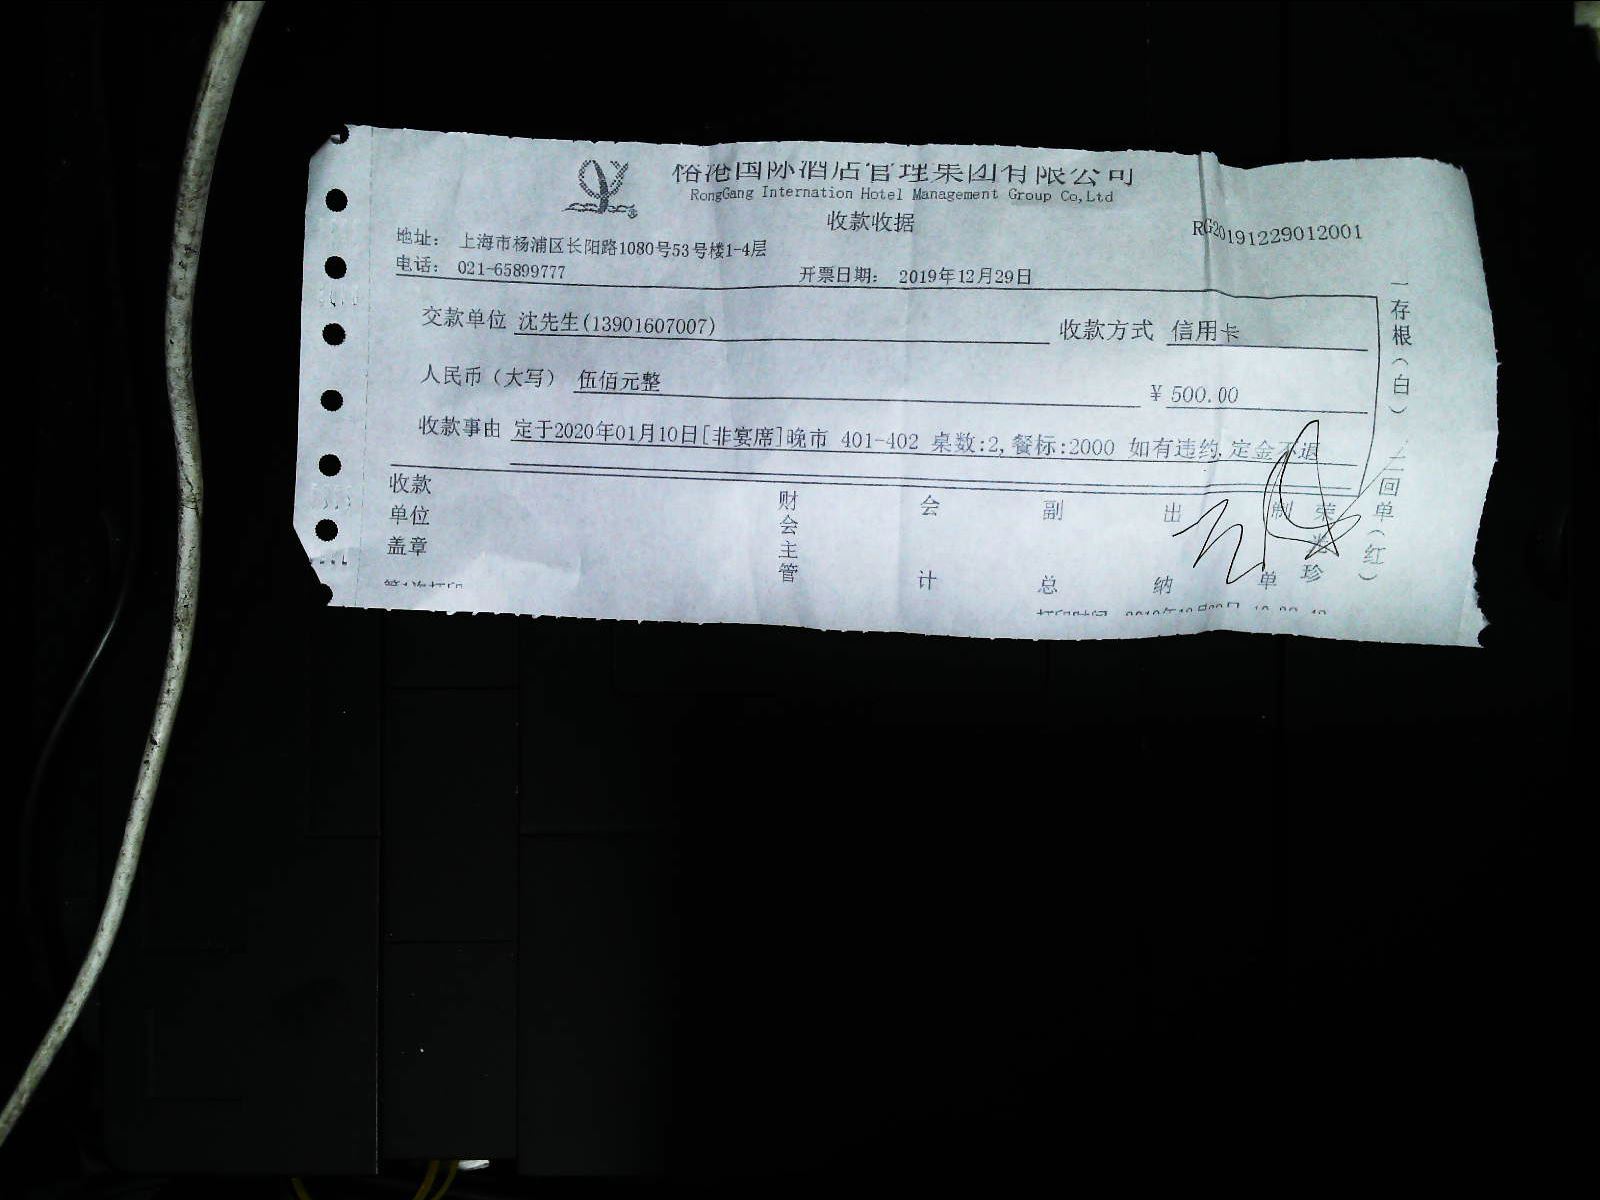 国际酒店管理集团有限公司
RongGang Internation Hotel Management Group Co,Ltd
收款收据
RG20191229012001
地址: 上海市杨浦区长阳路1080号53号楼1-4层
电话: 021-65899777 开票日期: 2019年12月29日
交款单位 沈先生(13901607007) 收款方式 信用卡
人民币(大写) 伍佰元整 ¥ 500.00
收款事由 定于2020年01月10日[非宴席]晚市 401-402 桌数:2,餐标:2000 如有违约,定金不退
收款单位盖章 财会主管 会计 副总 出纳 制单
一存根(白) 二回单(红)